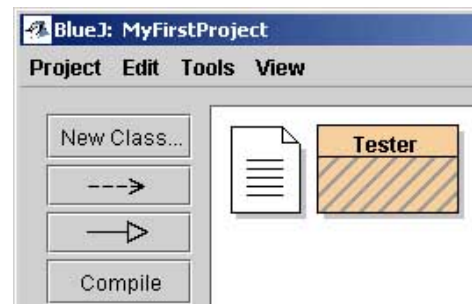 BlueJ: MyFirstProject
Project Edit Tools View
New Class...
Tester
Compile